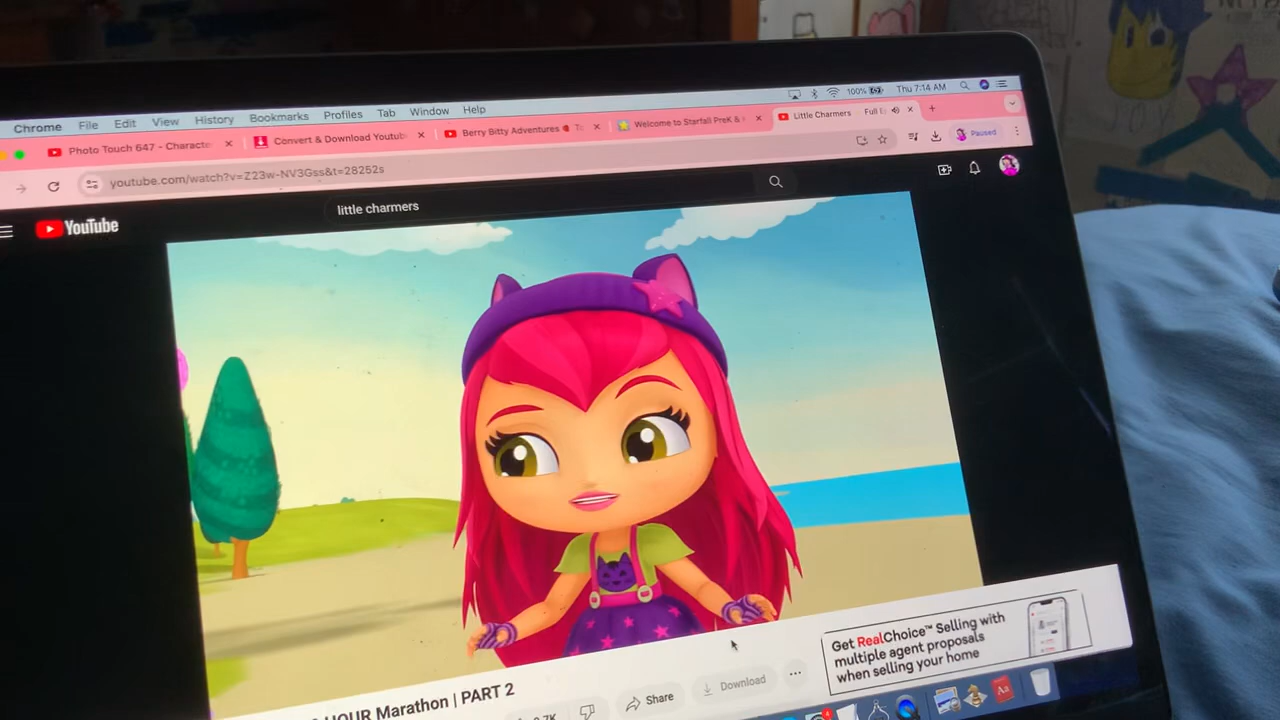 Chrome File Edit View History Bookmarks Profiles Tab Window Help 100% Thu 7:14 AM
Photo Touch 647 - Characte
Convert & Download Youtub
Berry Bitty Adventures
Welcome to Starfall PreK &
Little Charmers Full
youtube.com/watch?v=Z23w-NV3Gss&t=28252s
Paused
YouTube
little charmers
HOUR Marathon | PART 2
Share
Download
Get RealChoice™ Selling with
multiple agent proposals
when selling your home
Aa